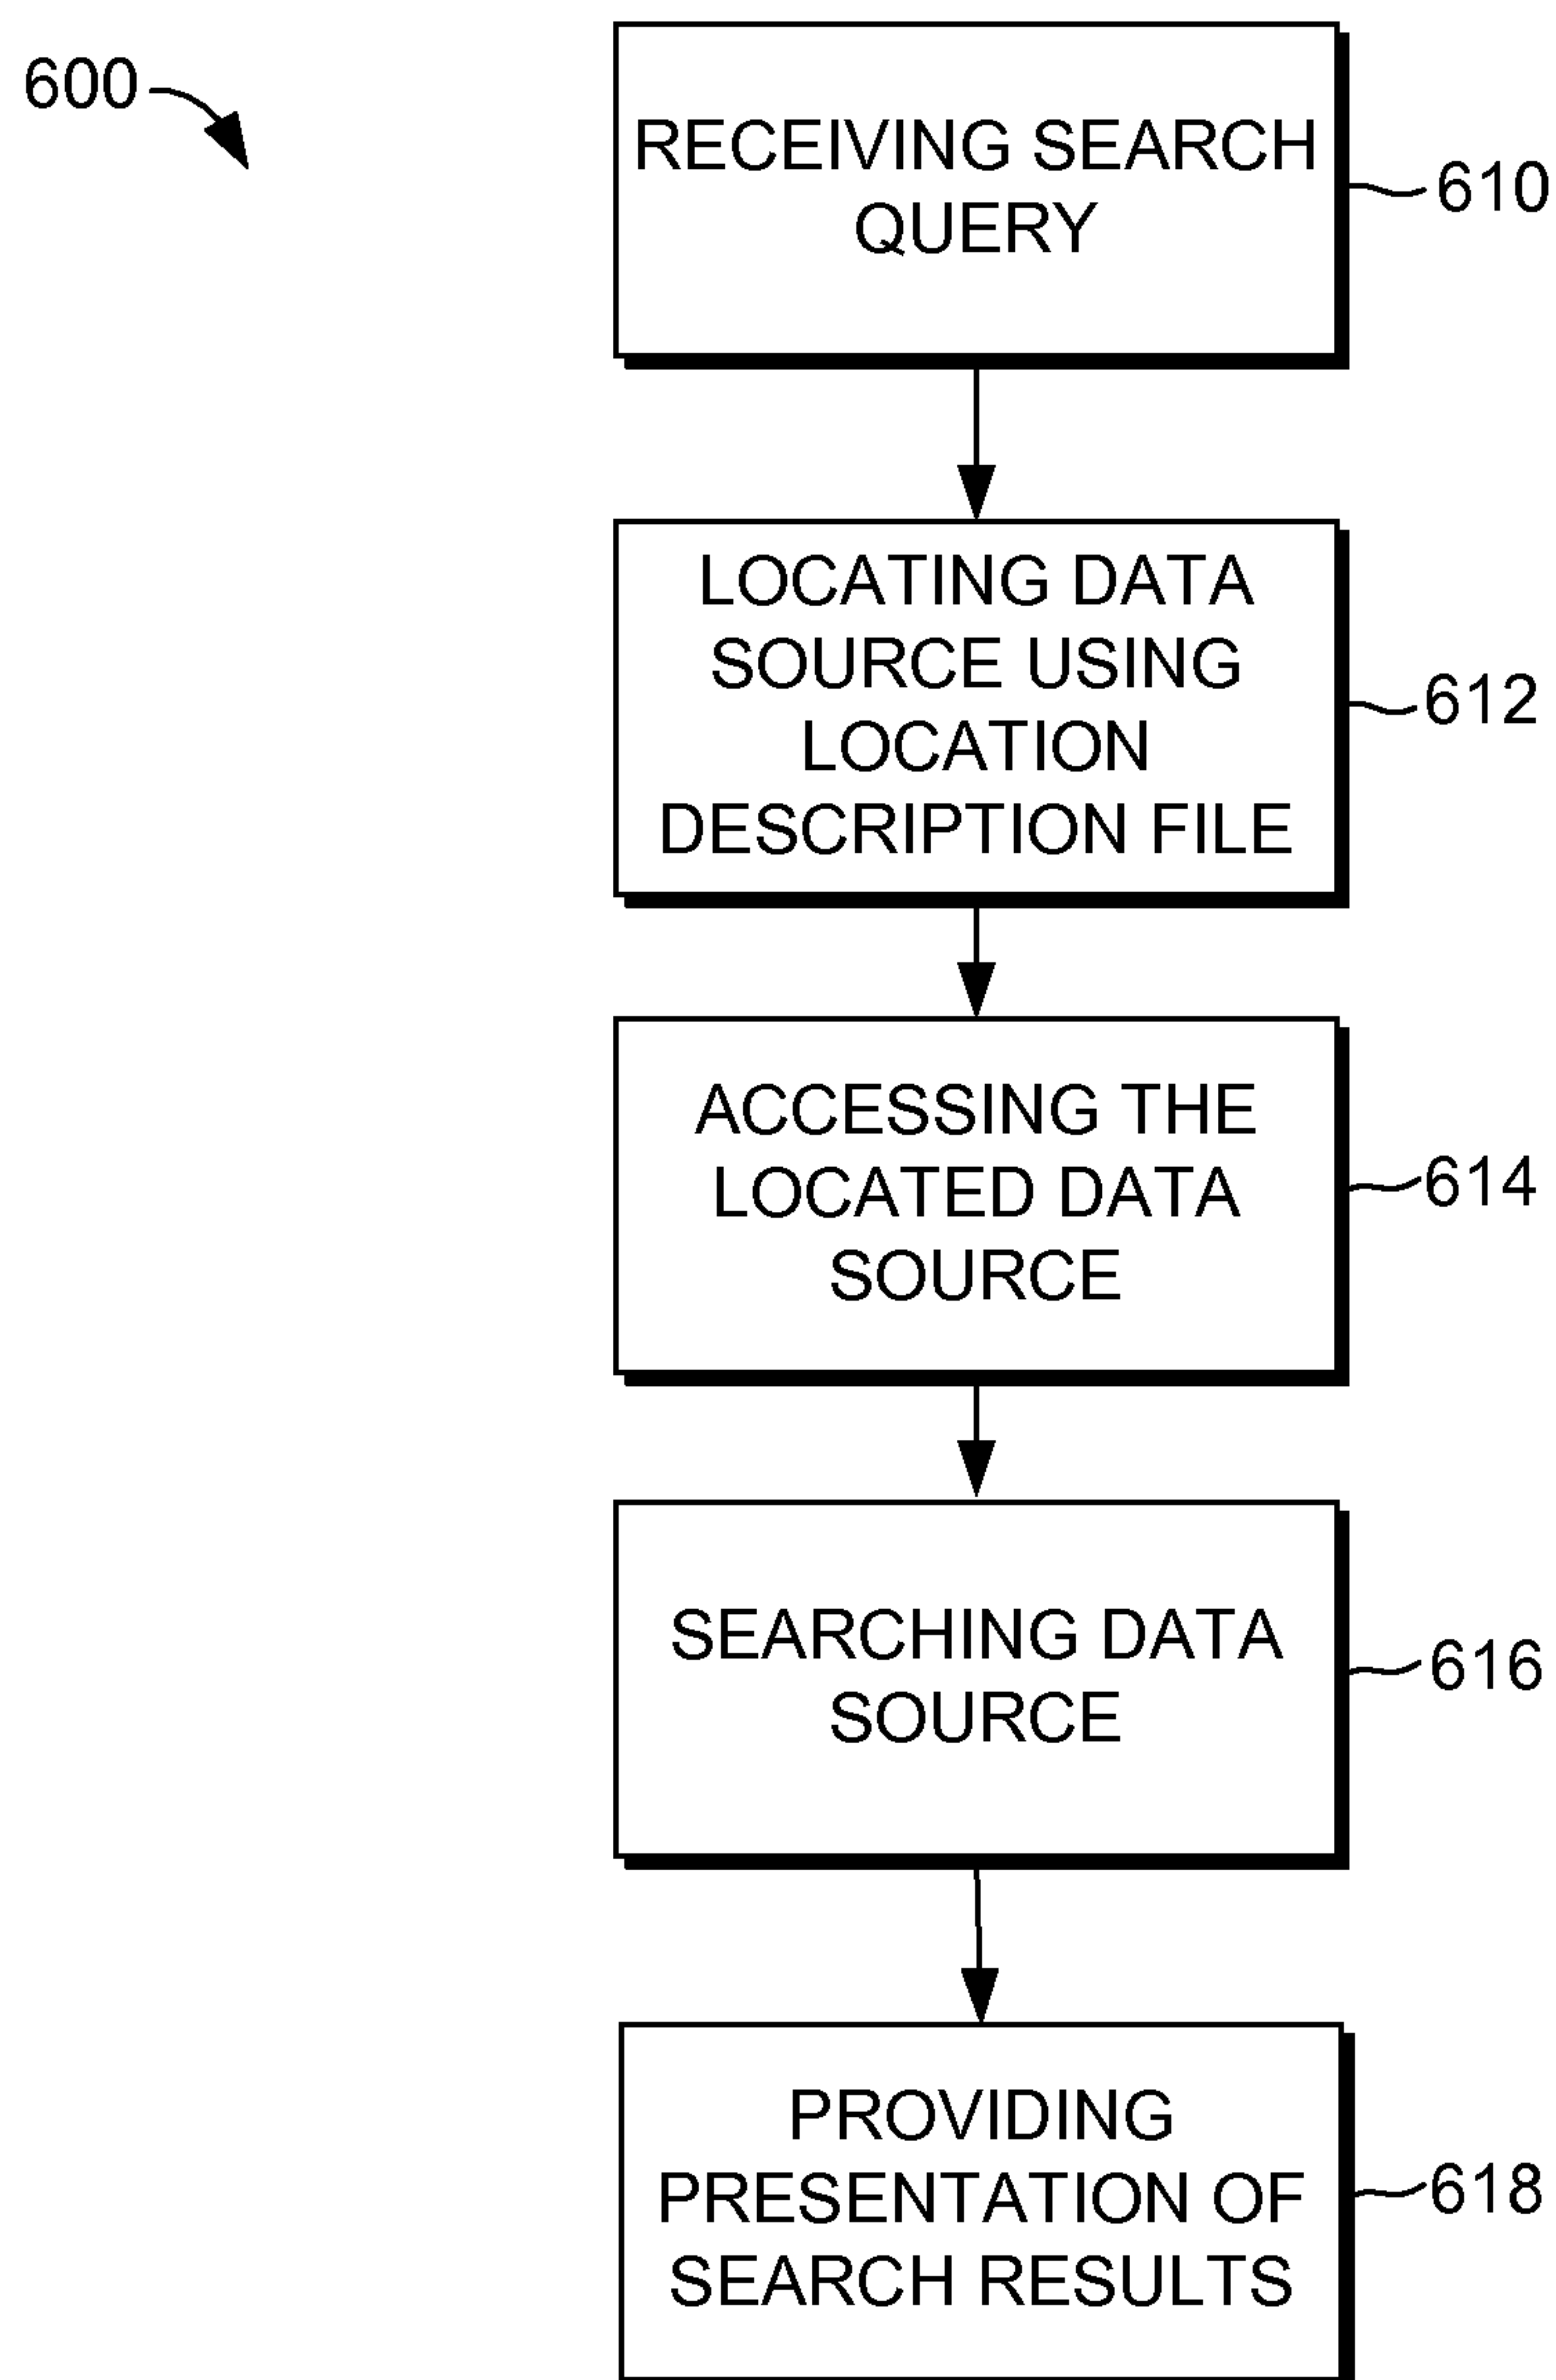 600
RECEIVING SEARCH
QUERY
610
LOCATING DATA
SOURCE USING
LOCATION
DESCRIPTION FILE
612
ACCESSING THE
LOCATED DATA
SOURCE
614
SEARCHING DATA
SOURCE
616
PROVIDING
PRESENTATION OF
SEARCH RESULTS
618